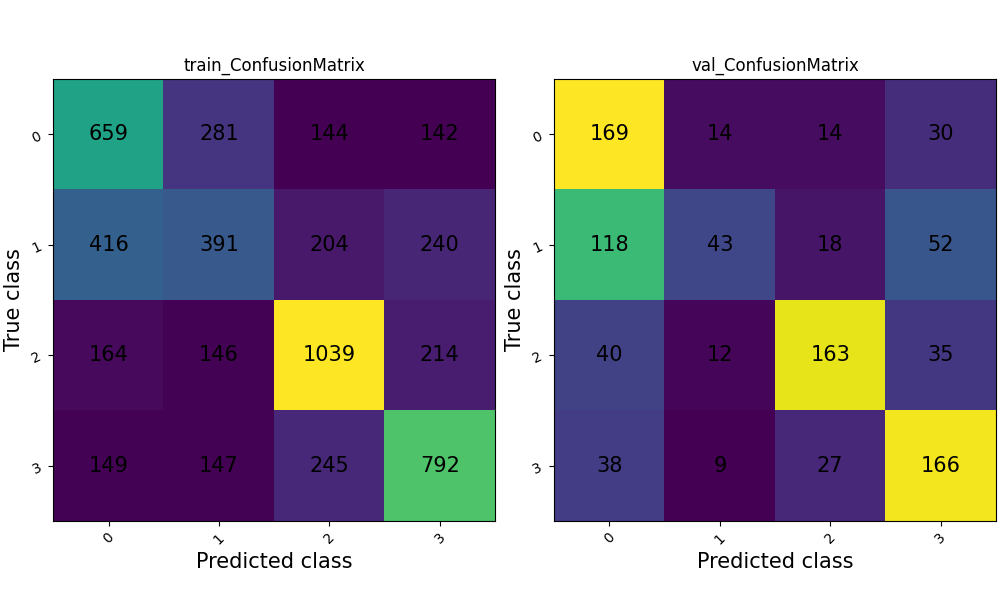 train_ConfusionMatrix
True class
0 659 281 144 142
1 416 391 204 240
2 164 146 1039 214
3 149 147 245 792
0 1 2 3
Predicted class
val_ConfusionMatrix
True class
0 169 14 14 30
1 118 43 18 52
2 40 12 163 35
3 38 9 27 166
0 1 2 3
Predicted class